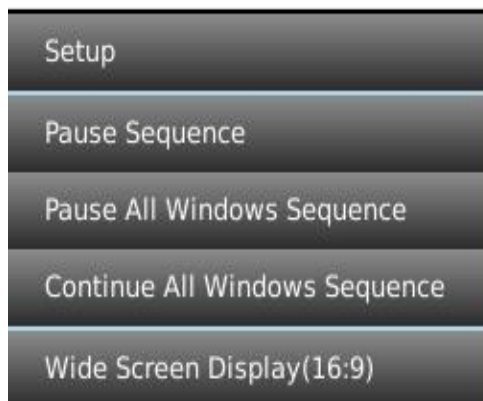 Setup
Pause Sequence
Pause All Windows Sequence
Continue All Windows Sequence
Wide Screen Display(16:9)